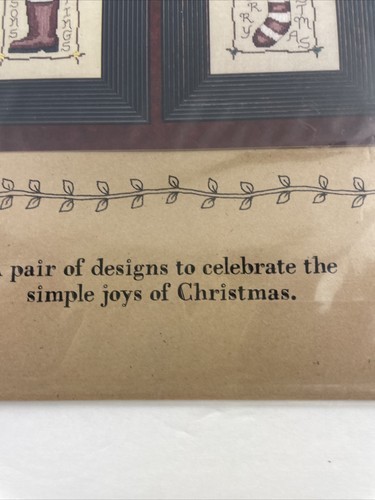 A pair of designs to celebrate the
simple joys of Christmas.